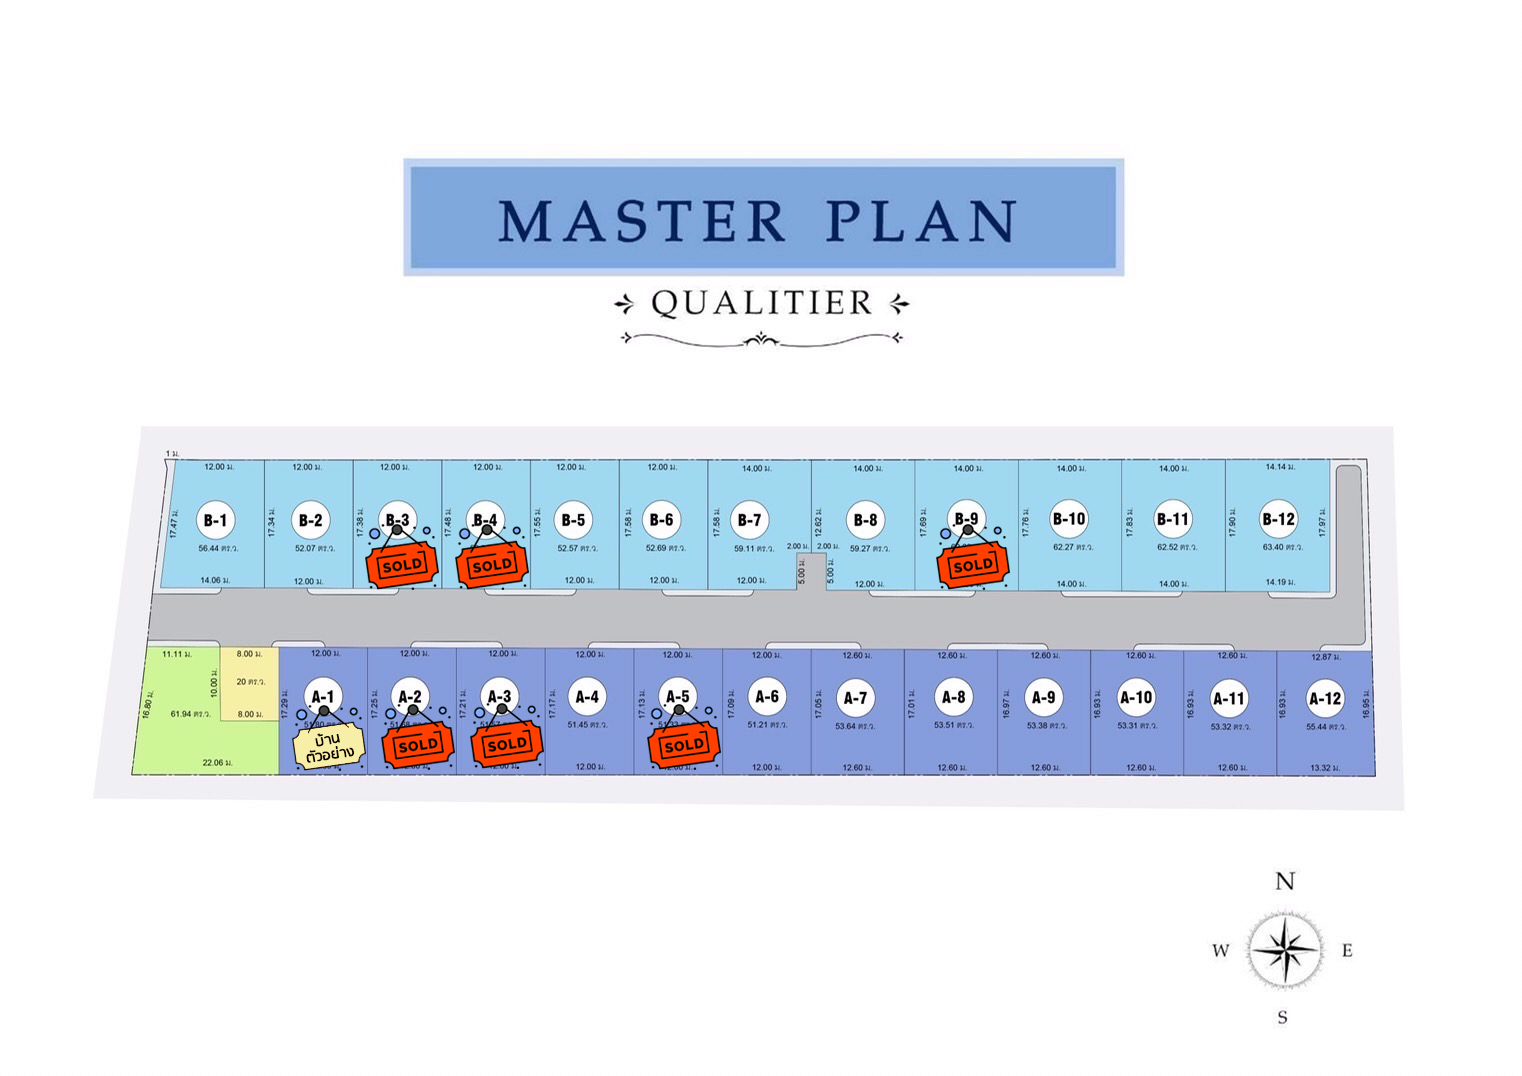 MASTER PLAN
QUALITIER
1 ม.
12.00 ม. 12.00 ม. 12.00 ม. 12.00 ม. 12.00 ม. 12.00 ม. 14.00 ม. 14.00 ม. 14.00 ม. 14.00 ม. 14.00 ม. 14.14 ม.
17.47 ม. 17.34 ม. 17.38 ม. 17.48 ม. 17.55 ม. 17.58 ม. 17.58 ม. 12.62 ม. 17.69 ม. 17.76 ม. 17.83 ม. 17.90 ม. 17.97 ม.
B-1 B-2 B-3 B-4 B-5 B-6 B-7 B-8 B-9 B-10 B-11 B-12
56.44 ตร.ว. 52.07 ตร.ว. 52.57 ตร.ว. 52.69 ตร.ว. 59.11 ตร.ว. 2.00 ม. 2.00 ม. 59.27 ตร.ว. 62.27 ตร.ว. 62.52 ตร.ว. 63.40 ตร.ว.
SOLD SOLD SOLD
5.00 ม. 5.00 ม.
14.06 ม. 12.00 ม. 12.00 ม. 12.00 ม. 12.00 ม. 14.00 ม. 14.00 ม. 14.19 ม.
11.11 ม. 8.00 ม. 12.00 ม. 12.00 ม. 12.00 ม. 12.00 ม. 12.00 ม. 12.00 ม. 12.60 ม. 12.60 ม. 12.60 ม. 12.60 ม. 12.60 ม. 12.87 ม.
20 ตร.ว.
16.80 ม. 10.00 ม. 17.29 ม. 17.25 ม. 17.21 ม. 17.17 ม. 17.13 ม. 17.09 ม. 17.05 ม. 17.01 ม. 16.97 ม. 16.93 ม. 16.93 ม. 16.93 ม. 16.95 ม.
A-1 A-2 A-3 A-4 A-5 A-6 A-7 A-8 A-9 A-10 A-11 A-12
61.94 ตร.ว. 8.00 ม. 51.45 ตร.ว. 51.21 ตร.ว. 53.64 ตร.ว. 53.51 ตร.ว. 53.38 ตร.ว. 53.31 ตร.ว. 53.32 ตร.ว. 55.44 ตร.ว.
บ้าน
ตัวอย่าง
SOLD SOLD SOLD
22.06 ม. 12.00 ม. 12.00 ม. 12.60 ม. 12.60 ม. 12.60 ม. 12.60 ม. 12.60 ม. 13.32 ม.
N
W E
S